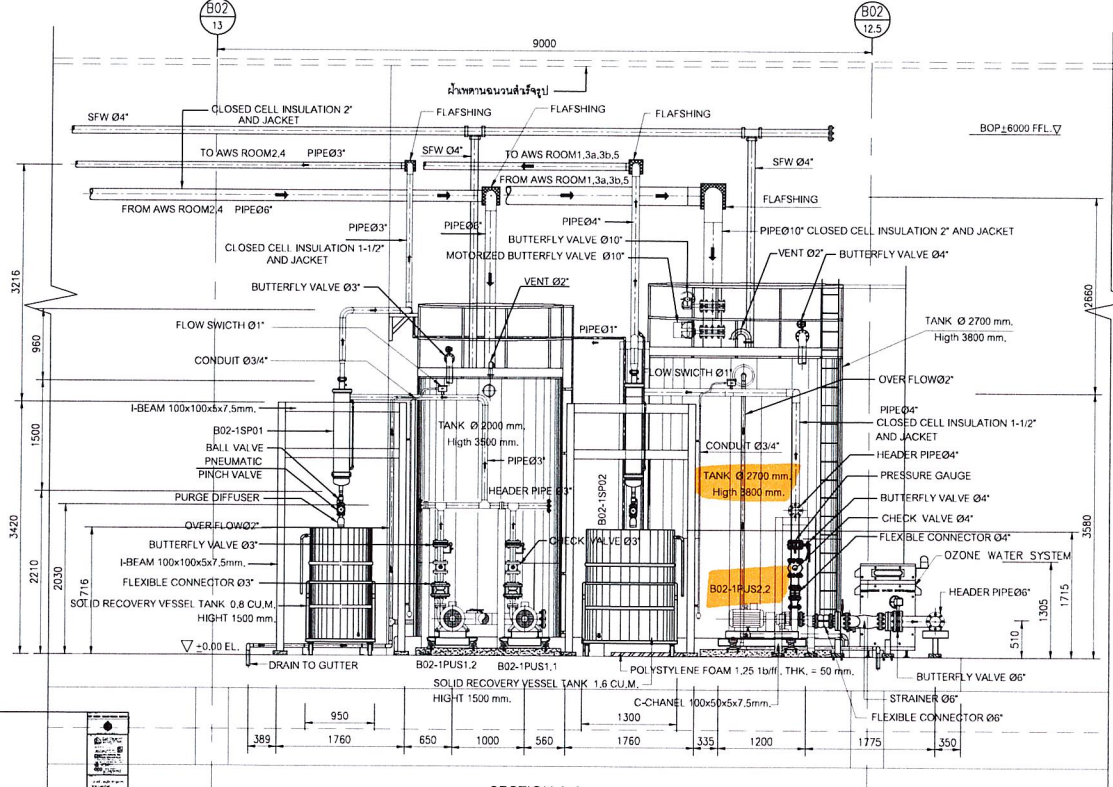 B02
13
B02
12.5
9000
ฝ้าเพดานฉนวนสำเร็จรูป
SFW Ø4"
CLOSED CELL INSULATION 2"
AND JACKET
FLAFSHING
FLAFSHING
FLAFSHING
BOP±6000 FFL.
TO AWS ROOM2,4 PIPEØ3"
SFW Ø4"
TO AWS ROOM1,3a,3b,5
SFW Ø4"
FROM AWS ROOM1,3a,3b,5
FROM AWS ROOM2,4 PIPEØ6"
FLAFSHING
PIPEØ3"
PIPEØ6"
PIPEØ4"
PIPEØ10" CLOSED CELL INSULATION 2" AND JACKET
CLOSED CELL INSULATION 1-1/2"
AND JACKET
BUTTERFLY VALVE Ø10"
MOTORIZED BUTTERFLY VALVE Ø10"
VENT Ø2"
BUTTERFLY VALVE Ø4"
BUTTERFLY VALVE Ø3"
VENT Ø2"
3216
2660
FLOW SWICTH Ø1"
PIPEØ1"
TANK Ø 2700 mm.
Higth 3800 mm.
960
CONDUIT Ø3/4"
FLOW SWICTH Ø1"
OVER FLOWØ2"
I-BEAM 100x100x5x7,5mm.
PIPEØ4"
CLOSED CELL INSULATION 1-1/2"
AND JACKET
B02-1SP01
TANK Ø 2000 mm.
Higth 3500 mm.
1500
BALL VALVE
CONDUIT Ø3/4"
HEADER PIPEØ4"
PNEUMATIC
PINCH VALVE
PIPEØ3"
TANK Ø 2700 mm.
Higth 3800 mm.
PRESSURE GAUGE
PURGE DIFFUSER
HEADER PIPE Ø3"
B02-1SP02
BUTTERFLY VALVE Ø4"
OVER FLOWØ2"
CHECK VALVE Ø4"
3420
2210
2030
1716
BUTTERFLY VALVE Ø3"
CHECK VALVE Ø3"
FLEXIBLE CONNECTOR Ø4"
3580
I-BEAM 100x100x5x7,5mm.
OZONE WATER SYSTEM
FLEXIBLE CONNECTOR Ø3"
B02-1PUS2,2
HEADER PIPEØ6"
1715
1305
510
SOLID RECOVERY VESSEL TANK 0,8 CU.M.
HIGHT 1500 mm.
±0,00 EL.
DRAIN TO GUTTER
B02-1PUS1,2
B02-1PUS1,1
POLYSTYLENE FOAM 1,25 1b/ff, THK. = 50 mm.
BUTTERFLY VALVE Ø6"
SOLID RECOVERY VESSEL TANK 1,6 CU.M.
HIGHT 1500 mm.
C-CHANEL 100x50x5x7,5mm.
STRAINER Ø6"
FLEXIBLE CONNECTOR Ø6"
950
1300
389
1760
650
1000
560
1760
335
1200
1775
350